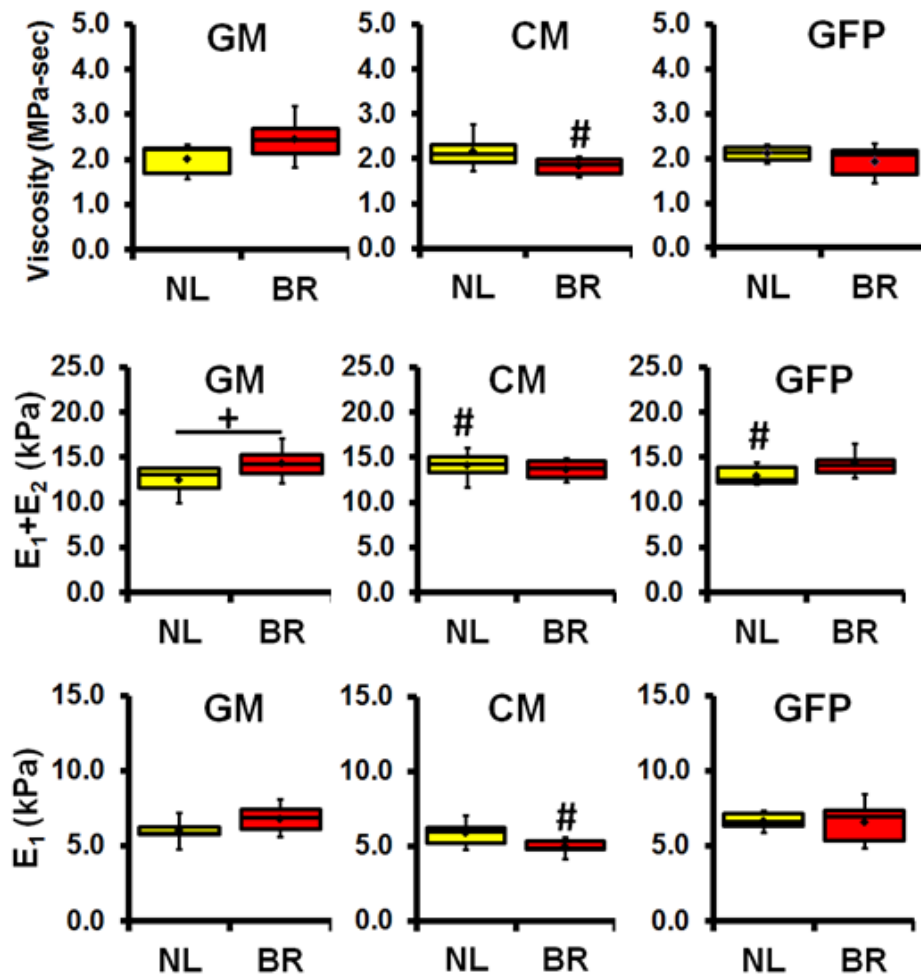 GM CM GFP
Viscosity (MPa-sec)
5.0 5.0 5.0
4.0 4.0 4.0
3.0 3.0 3.0
#
2.0 2.0 2.0
1.0 1.0 1.0
0.0 0.0 0.0
NL BR NL BR NL BR
GM CM GFP
E₁+E₂ (kPa)
25.0 25.0 25.0
20.0 20.0 20.0
+ # #
15.0 15.0 15.0
10.0 10.0 10.0
5.0 5.0 5.0
0.0 0.0 0.0
NL BR NL BR NL BR
GM CM GFP
E₁ (kPa)
15.0 15.0 15.0
10.0 10.0 10.0
#
5.0 5.0 5.0
0.0 0.0 0.0
NL BR NL BR NL BR